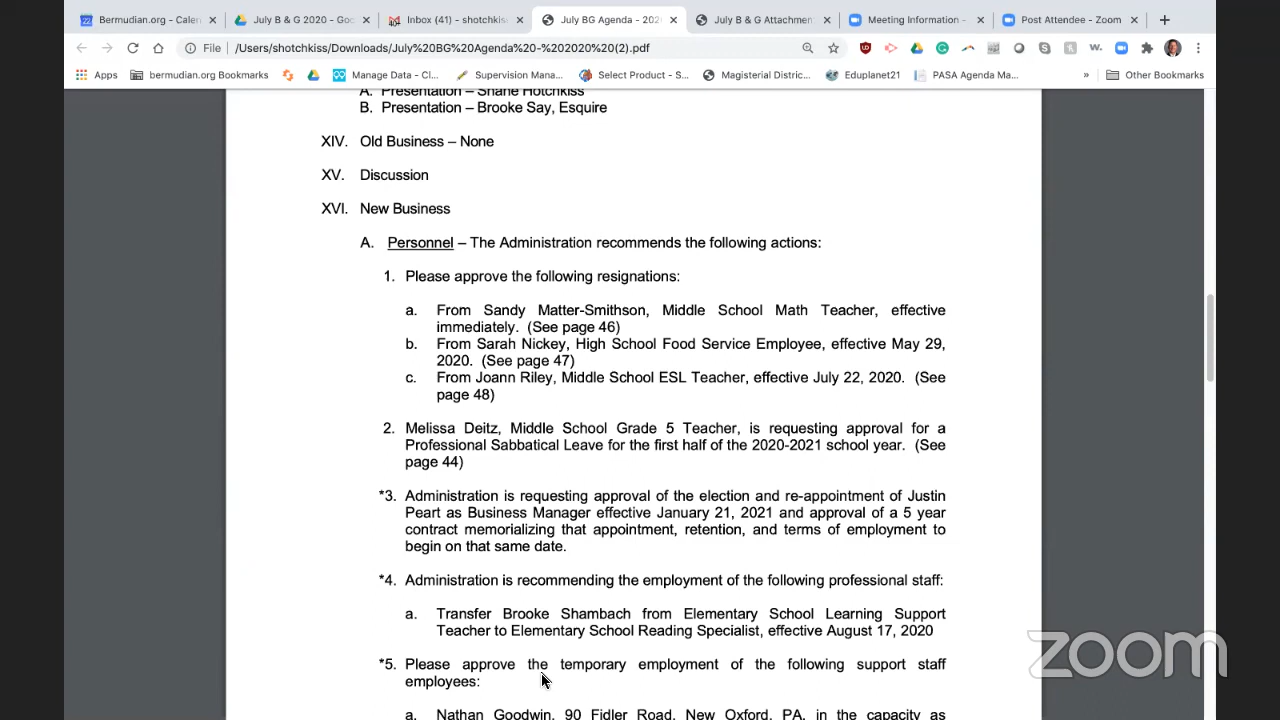 Bermudian.org - Calen
July B & G 2020 - Goo
Inbox (41) - shotchkis
July BG Agenda - 202
July B & G Attachmen
Meeting Information -
Post Attendee - Zoom
File /Users/shotchkiss/Downloads/July%20BG%20Agenda%20-%202020%20(2).pdf
Apps
bermudian.org Bookmarks
Manage Data - Cl...
Supervision Mana...
Select Product - S...
Magisterial Distric...
Eduplanet21
PASA Agenda Ma...
»
Other Bookmarks
A. Presentation – Shane Hotchkiss
B. Presentation – Brooke Say, Esquire
XIV. Old Business – None
XV. Discussion
XVI. New Business
A. Personnel – The Administration recommends the following actions:
1. Please approve the following resignations:
a. From Sandy Matter-Smithson, Middle School Math Teacher, effective
immediately. (See page 46)
b. From Sarah Nickey, High School Food Service Employee, effective May 29,
2020. (See page 47)
c. From Joann Riley, Middle School ESL Teacher, effective July 22, 2020. (See
page 48)
2. Melissa Deitz, Middle School Grade 5 Teacher, is requesting approval for a
Professional Sabbatical Leave for the first half of the 2020-2021 school year. (See
page 44)
*3. Administration is requesting approval of the election and re-appointment of Justin
Peart as Business Manager effective January 21, 2021 and approval of a 5 year
contract memorializing that appointment, retention, and terms of employment to
begin on that same date.
*4. Administration is recommending the employment of the following professional staff:
a. Transfer Brooke Shambach from Elementary School Learning Support
Teacher to Elementary School Reading Specialist, effective August 17, 2020
*5. Please approve the temporary employment of the following support staff
employees:
a. Nathan Goodwin, 90 Fidler Road, New Oxford, PA, in the capacity as
zoom